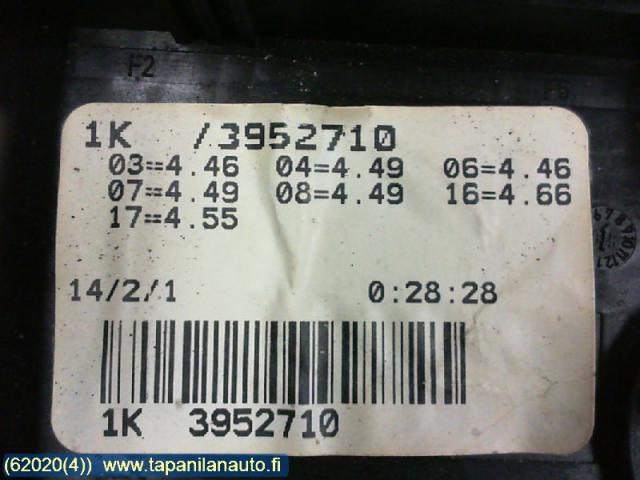 F2
F6
1K /3952710
03=4.46 04=4.49 06=4.46
07=4.49 08=4.49 16=4.66
17=4.55
14/2/1 0:28:28
1K 3952710
(62020(4)) www.tapanilanauto.fi